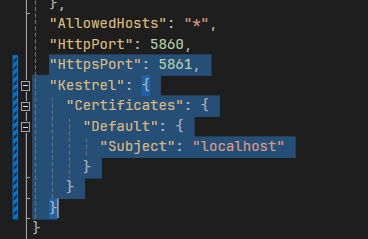 },
"AllowedHosts": "*",
"HttpPort": 5860,
"HttpsPort": 5861,
"Kestrel": {
"Certificates": {
"Default": {
"Subject": "localhost"
}
}
}
}